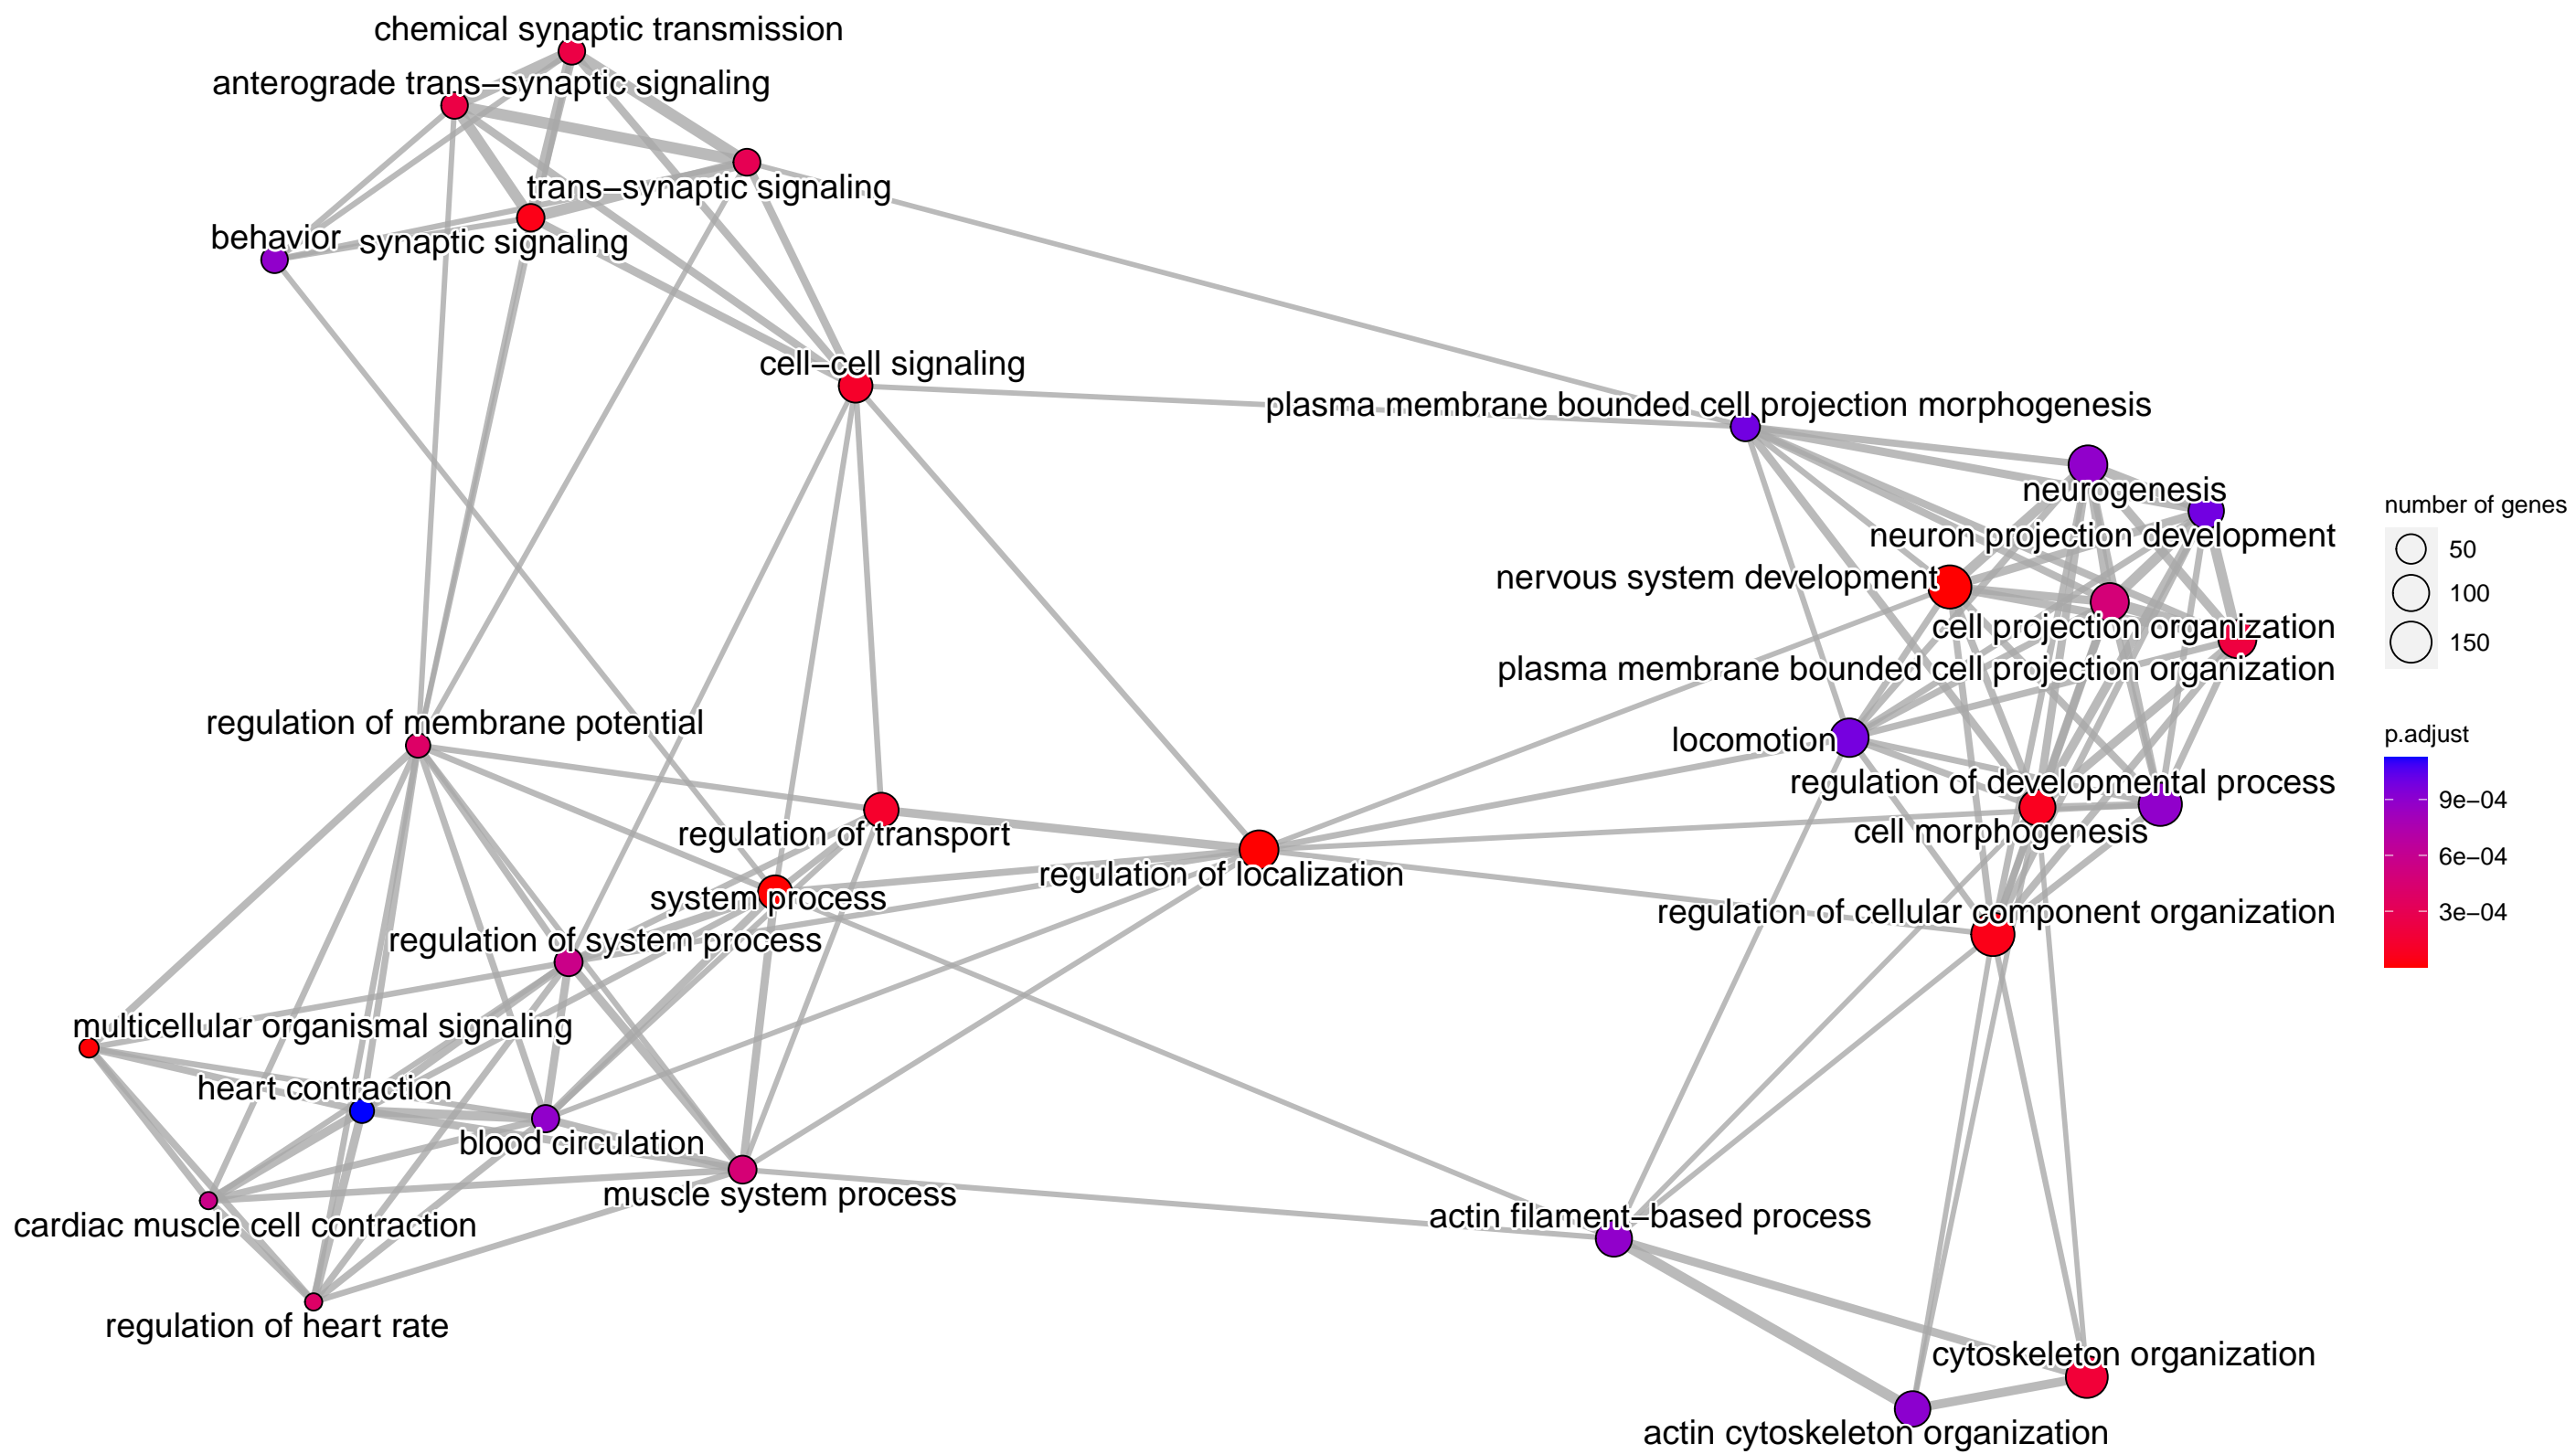 chemical synaptic transmission
anterograde trans−synaptic signaling
trans−synaptic signaling
behavior
synaptic signaling
cell−cell signaling
plasma membrane bounded cell projection morphogenesis
neurogenesis
neuron projection development
nervous system development
cell projection organization
plasma membrane bounded cell projection organization
regulation of membrane potential
locomotion
regulation of developmental process
regulation of transport
cell morphogenesis
regulation of localization
system process
regulation of cellular component organization
regulation of system process
multicellular organismal signaling
heart contraction
blood circulation
muscle system process
actin filament−based process
cardiac muscle cell contraction
regulation of heart rate
cytoskeleton organization
actin cytoskeleton organization
number of genes
50
100
150
p.adjust
9e−04
6e−04
3e−04